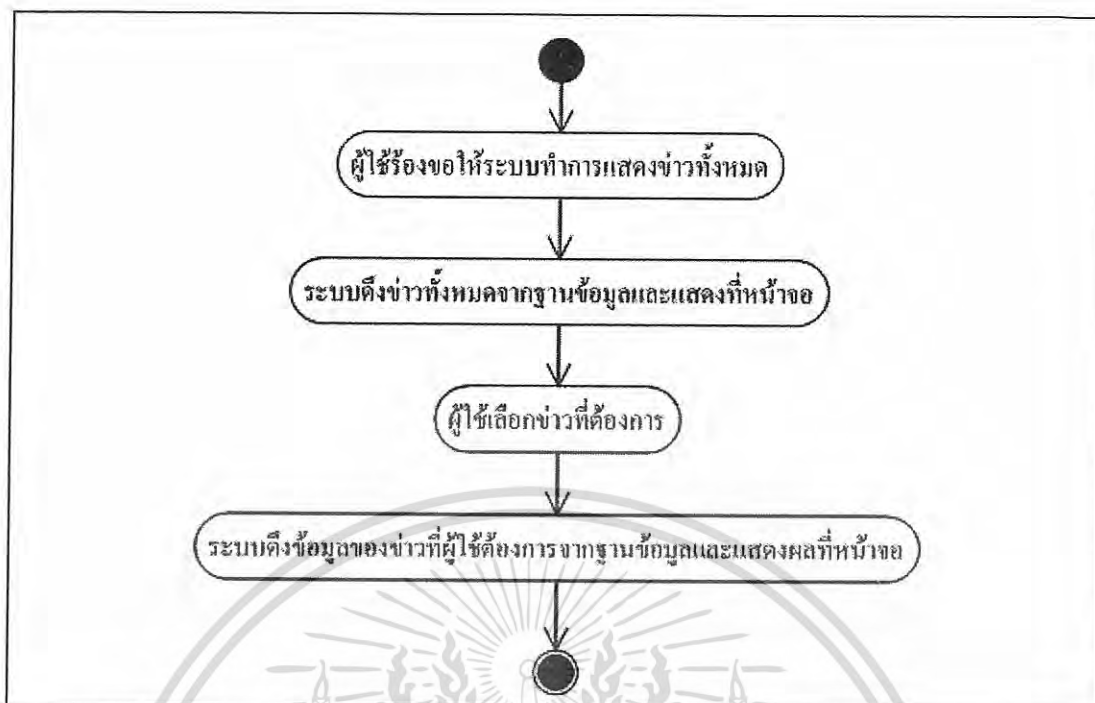 ผู้ใช้ร้องขอให้ระบบทำการแสดงข่าวทั้งหมด
ระบบดึงข่าวทั้งหมดจากฐานข้อมูลและแสดงที่หน้าจอ
ผู้ใช้เลือกข่าวที่ต้องการ
ระบบดึงข้อมูลของข่าวที่ผู้ใช้ต้องการจากฐานข้อมูลและแสดงผลที่หน้าจอ